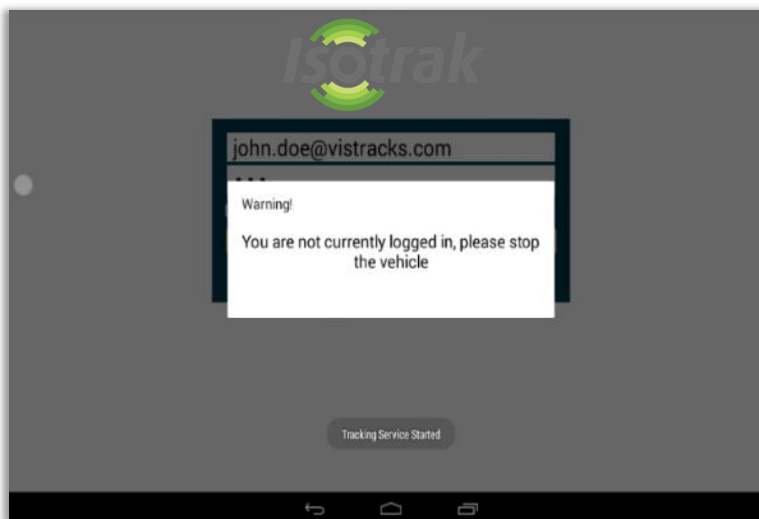 Isotrak
john.doe@vistracks.com
Warning!
You are not currently logged in, please stop
the vehicle
Tracking Service Started